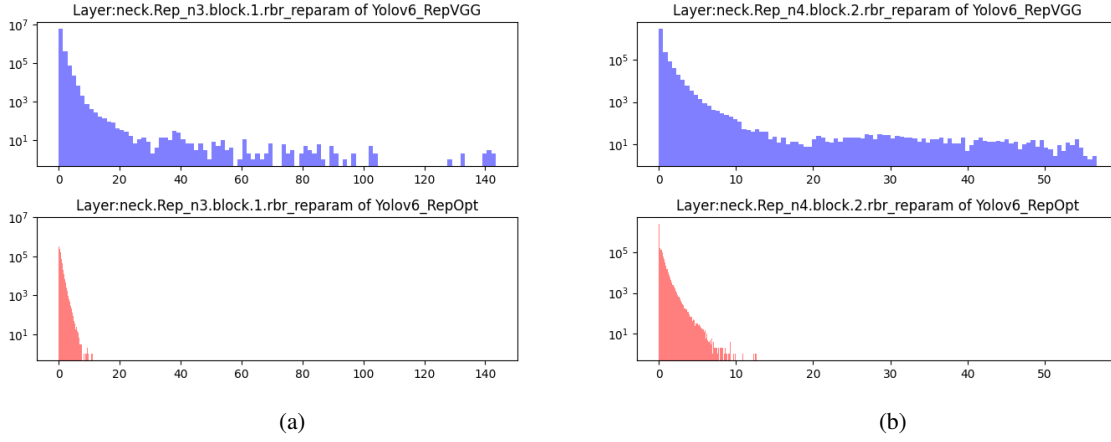 Layer:neck.Rep_n3.block.1.rbr_reparam of Yolov6_RepVGG
10^7
10^5
10^3
10^1
0 20 40 60 80 100 120 140
Layer:neck.Rep_n3.block.1.rbr_reparam of Yolov6_RepOpt
10^7
10^5
10^3
10^1
0 20 40 60 80 100 120 140
(a)
Layer:neck.Rep_n4.block.2.rbr_reparam of Yolov6_RepVGG
10^5
10^3
10^1
0 10 20 30 40 50
Layer:neck.Rep_n4.block.2.rbr_reparam of Yolov6_RepOpt
10^5
10^3
10^1
0 10 20 30 40 50
(b)